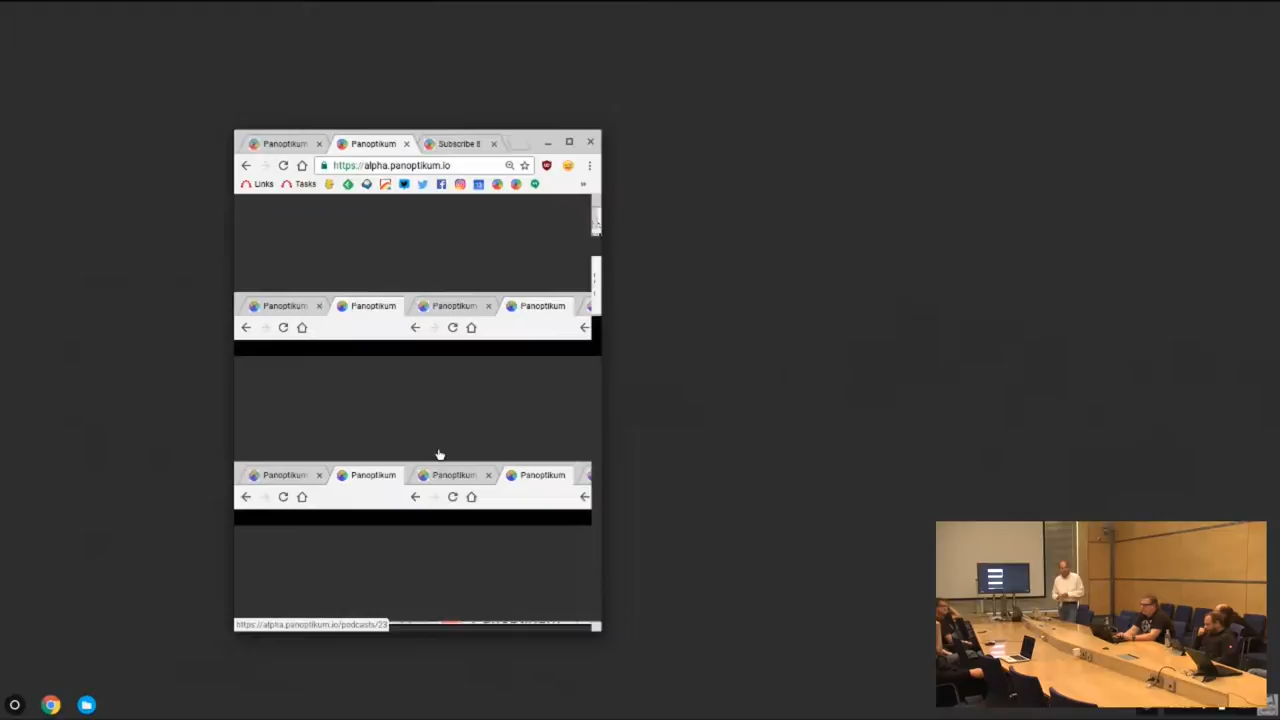 Panoptikum Panoptikum Subscribe 8
https://alpha.panoptikum.io
Links Tasks
Panoptikum Panoptikum Panoptikum Panoptikum
Panoptikum Panoptikum Panoptikum Panoptikum
https://alpha.panoptikum.io/podcasts/23